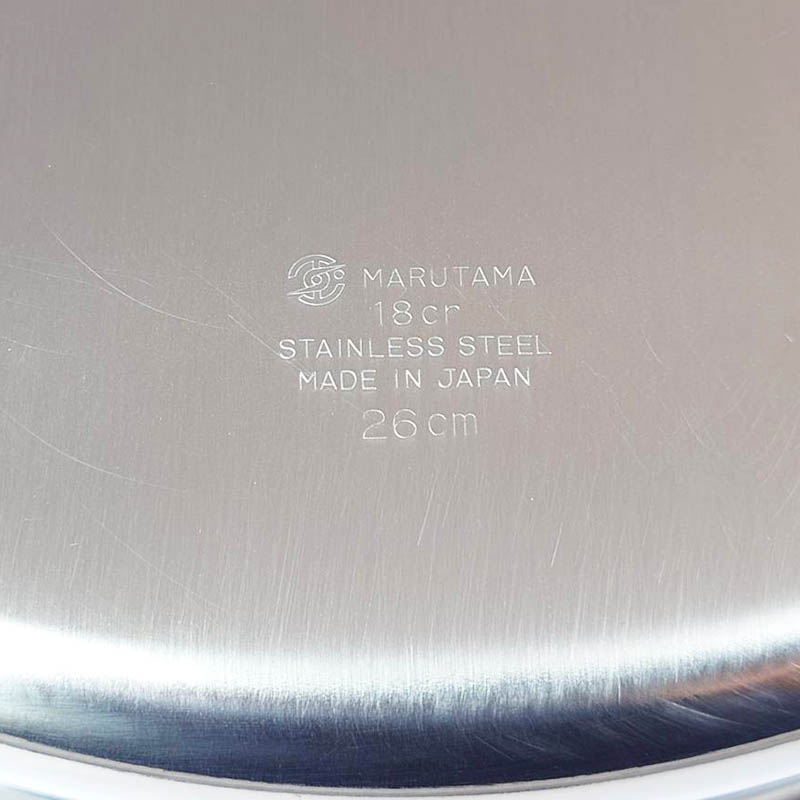 MARUTAMA
18cr
STAINLESS STEEL
MADE IN JAPAN
26cm